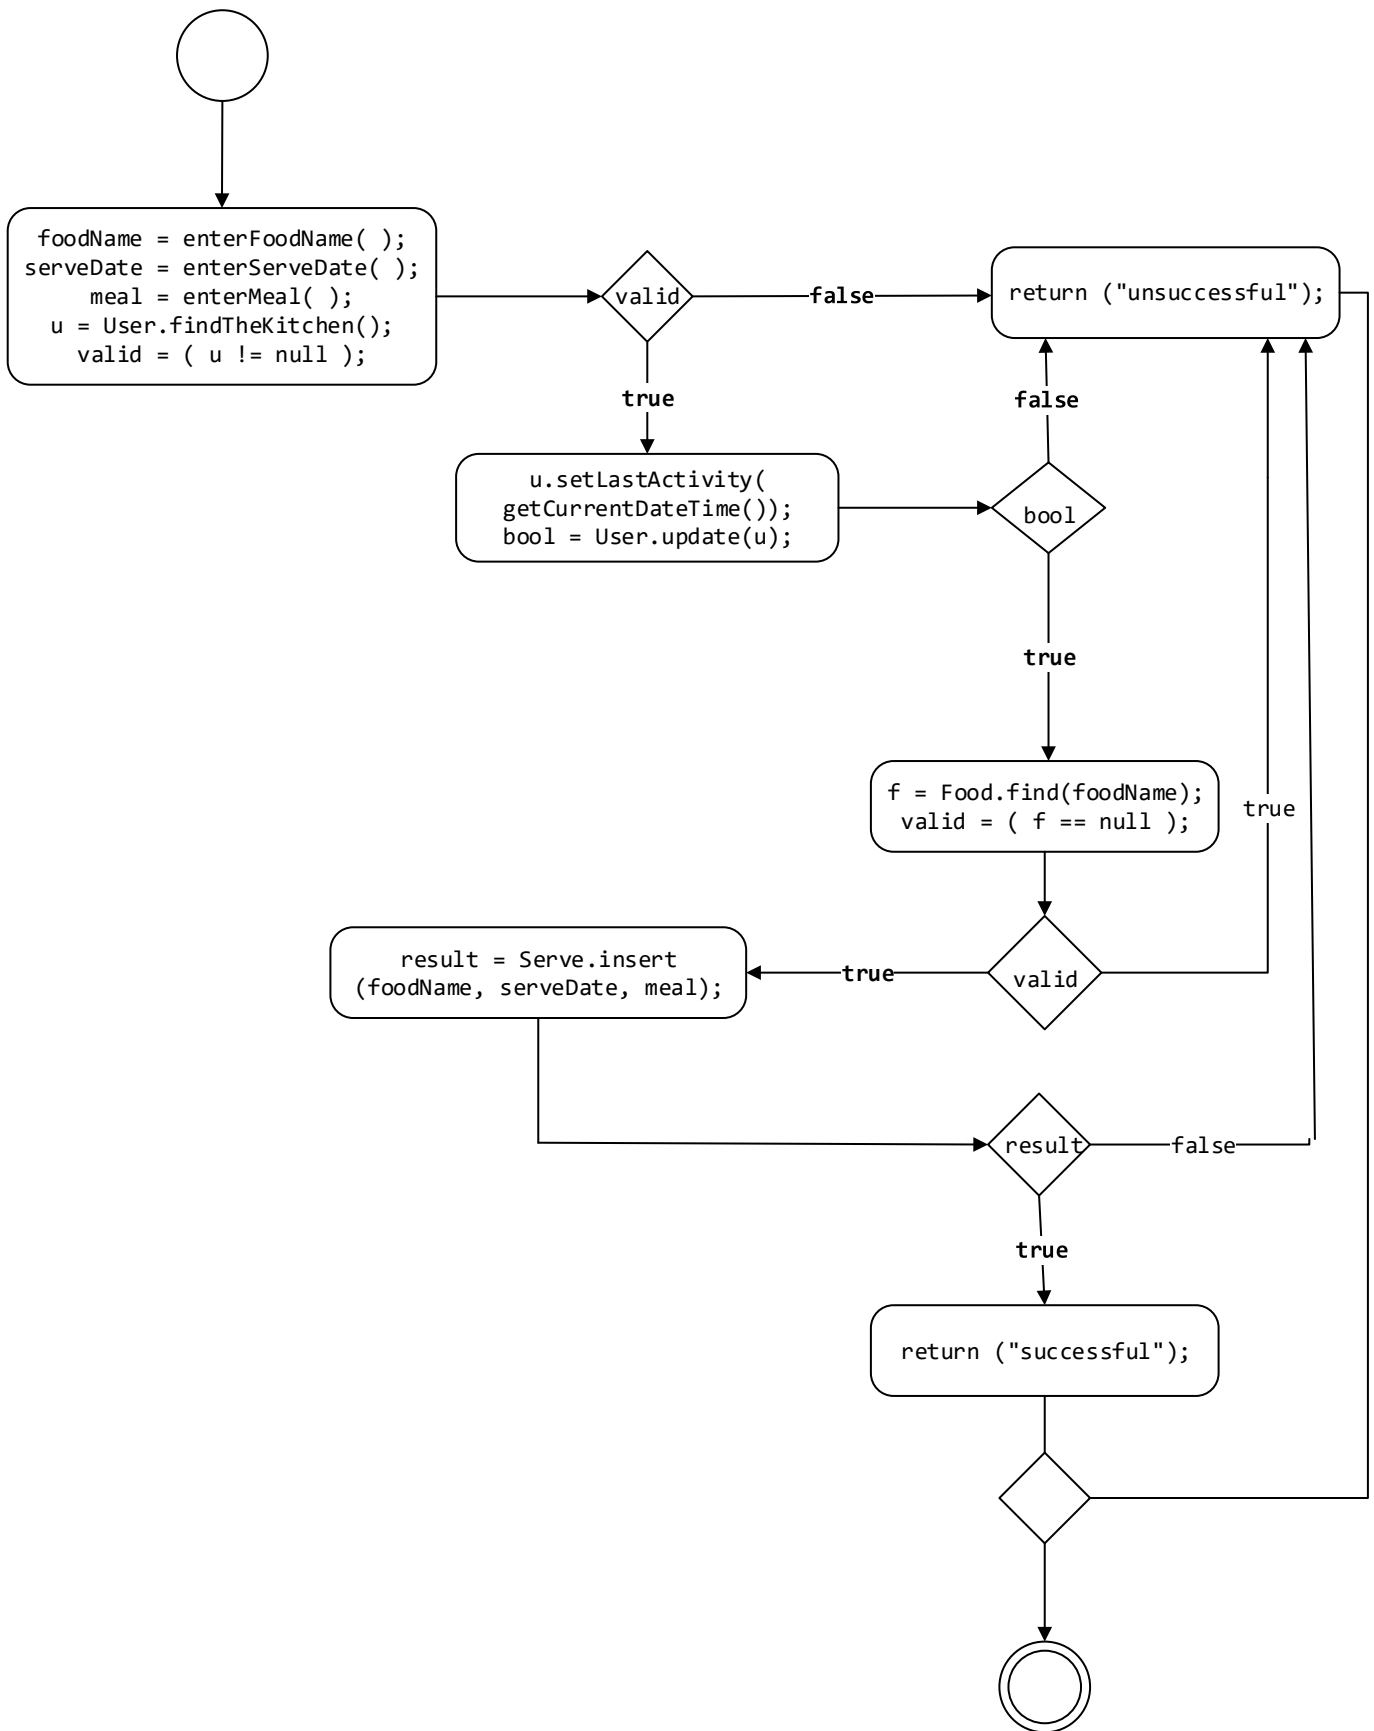 foodName = enterFoodName( );
serveDate = enterServeDate( );
meal = enterMeal( );
u = User.findTheKitchen();
valid = ( u != null );
valid
false
return ("unsuccessful");
true
false
u.setLastActivity(
getCurrentDateTime());
bool = User.update(u);
bool
true
f = Food.find(foodName);
valid = ( f == null );
true
result = Serve.insert
(foodName, serveDate, meal);
true
valid
result
false
true
return ("successful");